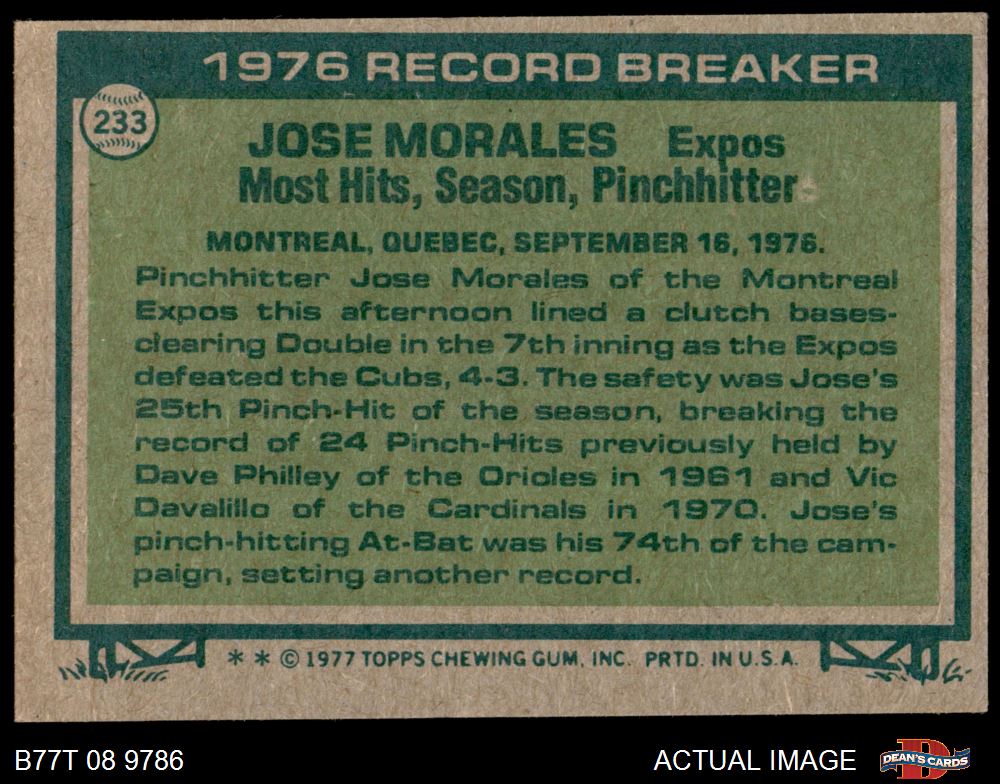 1976 RECORD BREAKER
233
JOSE MORALES Expos
Most Hits, Season, Pinchhitter
MONTREAL, QUEBEC, SEPTEMBER 16, 1976.
Pinchhitter Jose Morales of the Montreal
Expos this afternoon lined a clutch bases-
clearing Double in the 7th inning as the Expos
defeated the Cubs, 4-3. The safety was Jose's
25th Pinch-Hit of the season, breaking the
record of 24 Pinch-Hits previously held by
Dave Philley of the Orioles in 1961 and Vic
Davalillo of the Cardinals in 1970. Jose's
pinch-hitting At-Bat was his 74th of the cam-
paign, setting another record.
* * © 1977 TOPPS CHEWING GUM, INC. PRTD. IN U.S.A.
B77T 08 9786
ACTUAL IMAGE
DEAN'S CARDS